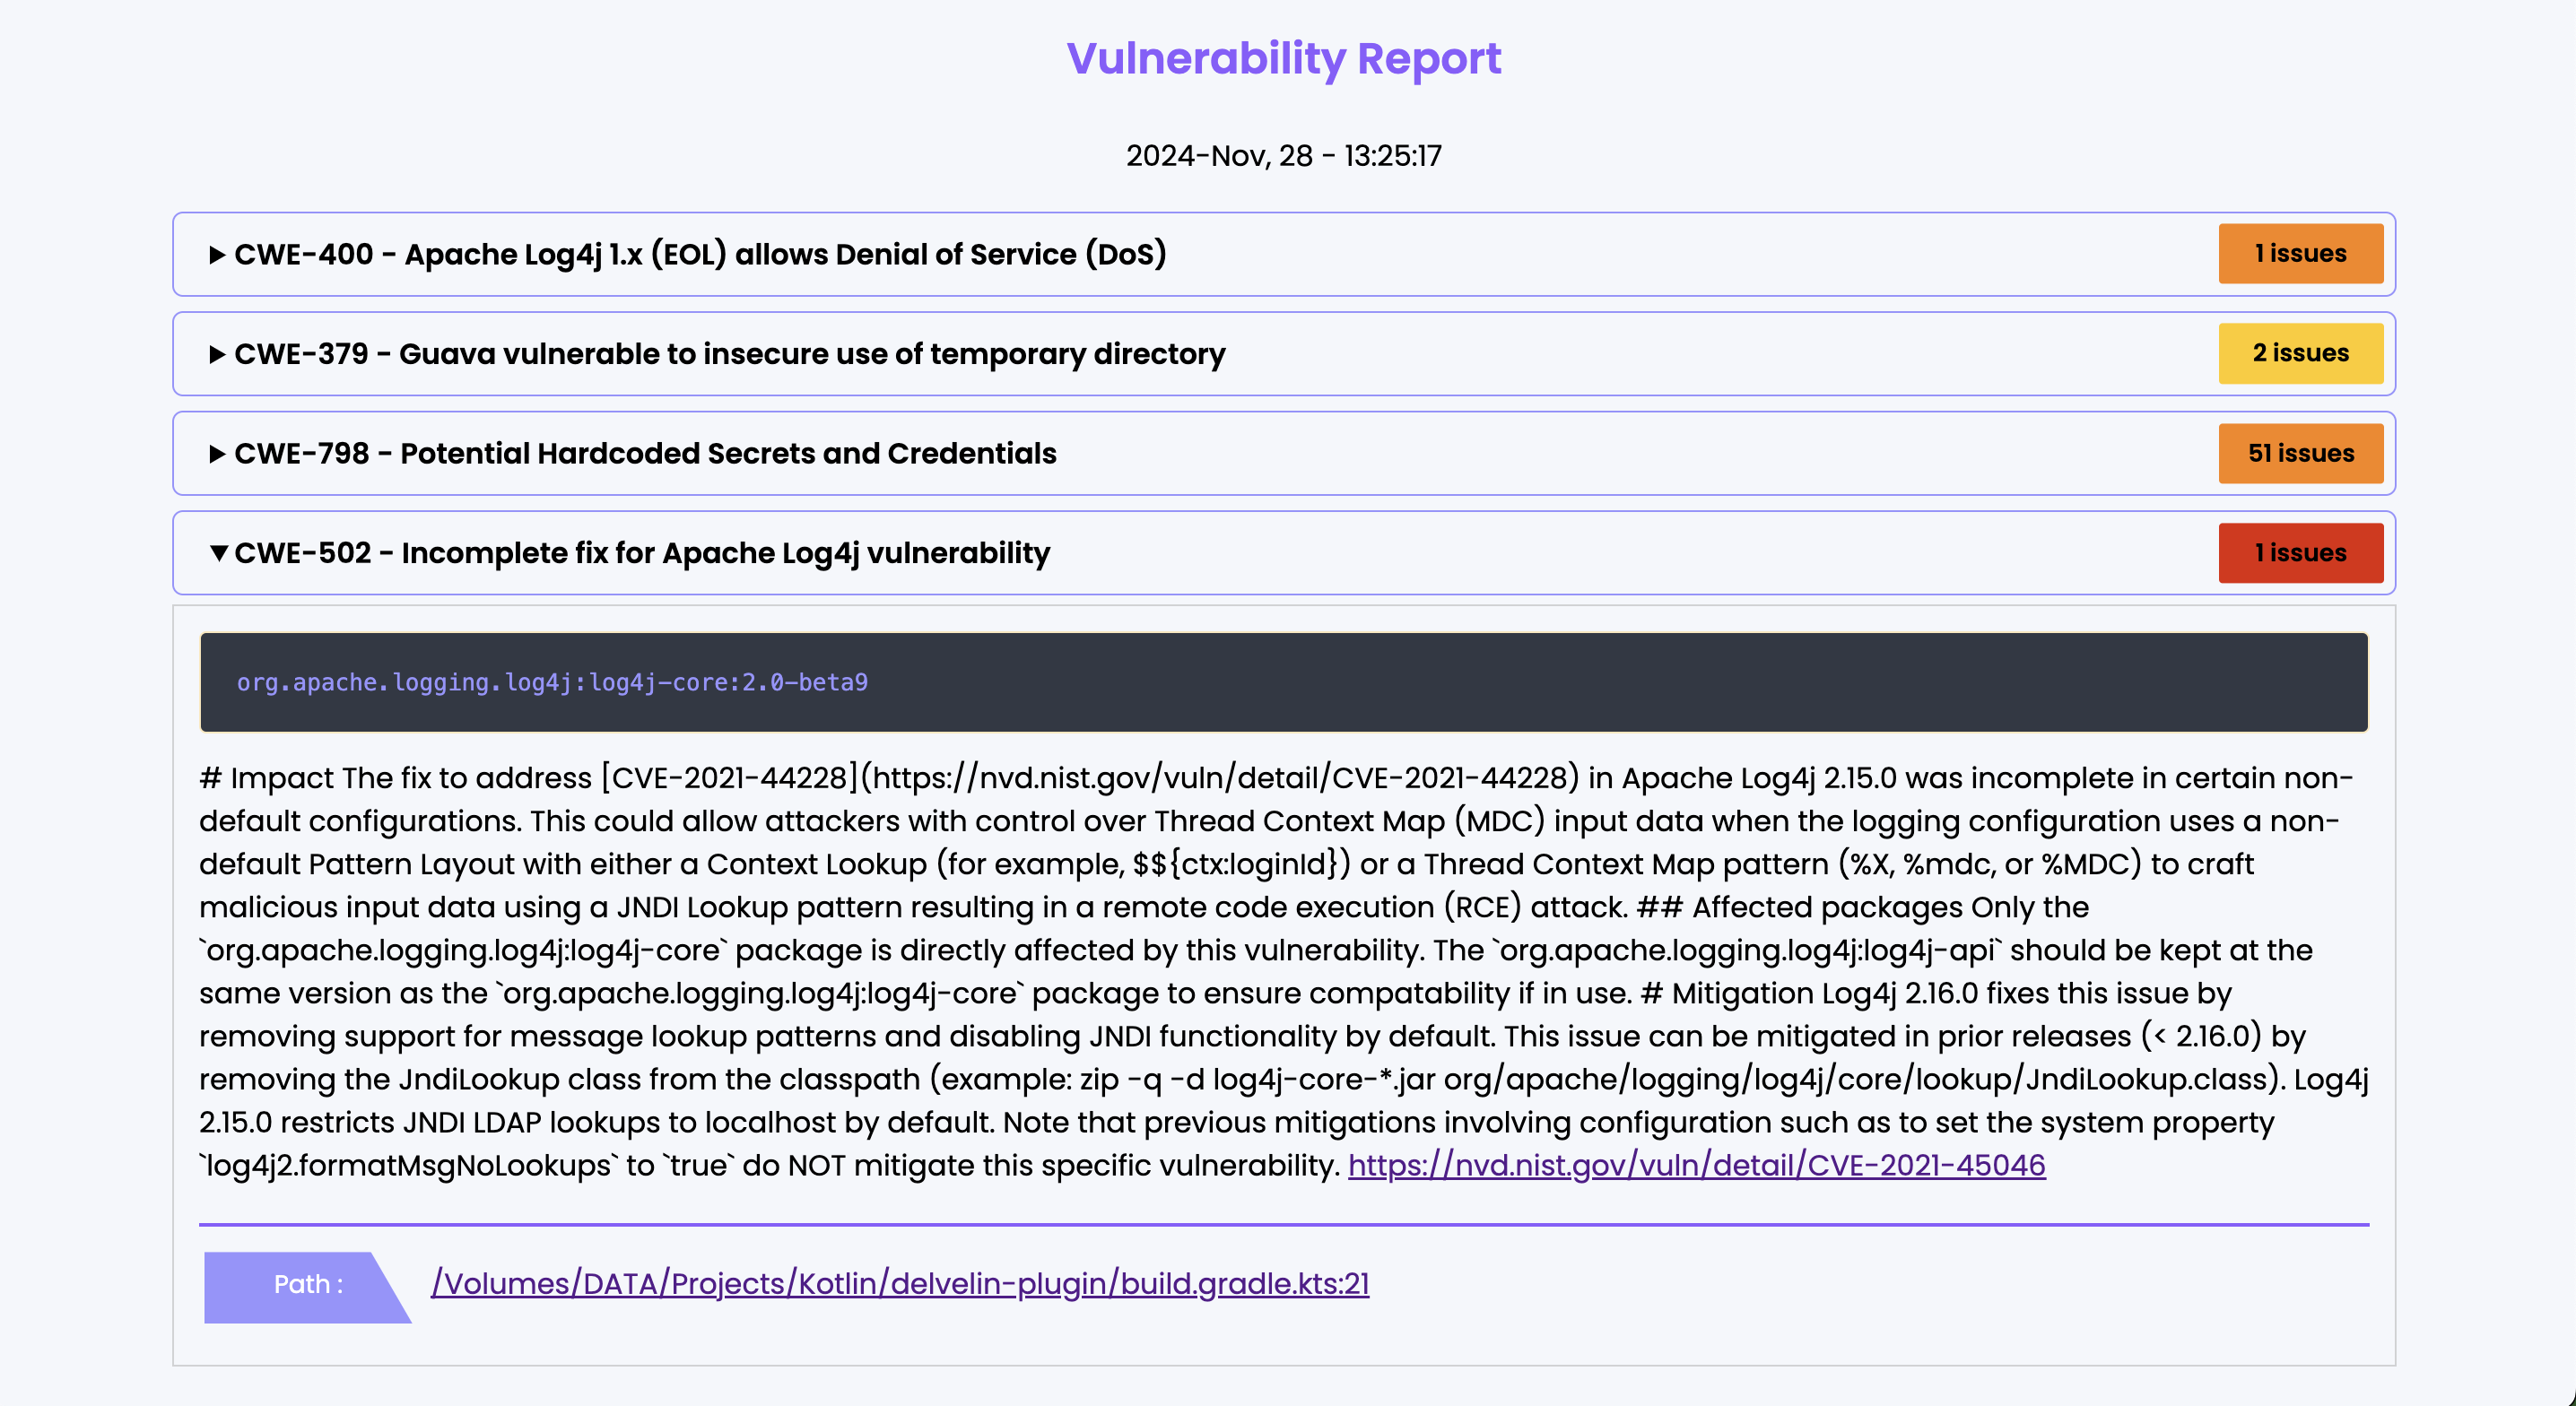 Vulnerability Report
2024-Nov, 28 - 13:25:17
CWE-400 - Apache Log4j 1.x (EOL) allows Denial of Service (DoS)
1 issues
CWE-379 - Guava vulnerable to insecure use of temporary directory
2 issues
CWE-798 - Potential Hardcoded Secrets and Credentials
51 issues
CWE-502 - Incomplete fix for Apache Log4j vulnerability
1 issues
org.apache.logging.log4j:log4j-core:2.0-beta9
# Impact The fix to address [CVE-2021-44228](https://nvd.nist.gov/vuln/detail/CVE-2021-44228) in Apache Log4j 2.15.0 was incomplete in certain non-
default configurations. This could allow attackers with control over Thread Context Map (MDC) input data when the logging configuration uses a non-
default Pattern Layout with either a Context Lookup (for example, $${ctx:loginId}) or a Thread Context Map pattern (%X, %mdc, or %MDC) to craft
malicious input data using a JNDI Lookup pattern resulting in a remote code execution (RCE) attack. ## Affected packages Only the
`org.apache.logging.log4j:log4j-core` package is directly affected by this vulnerability. The `org.apache.logging.log4j:log4j-api` should be kept at the
same version as the `org.apache.logging.log4j:log4j-core` package to ensure compatability if in use. # Mitigation Log4j 2.16.0 fixes this issue by
removing support for message lookup patterns and disabling JNDI functionality by default. This issue can be mitigated in prior releases (< 2.16.0) by
removing the JndiLookup class from the classpath (example: zip -q -d log4j-core-*.jar org/apache/logging/log4j/core/lookup/JndiLookup.class). Log4j
2.15.0 restricts JNDI LDAP lookups to localhost by default. Note that previous mitigations involving configuration such as to set the system property
`log4j2.formatMsgNoLookups` to `true` do NOT mitigate this specific vulnerability. https://nvd.nist.gov/vuln/detail/CVE-2021-45046
Path :
/Volumes/DATA/Projects/Kotlin/delvelin-plugin/build.gradle.kts:21